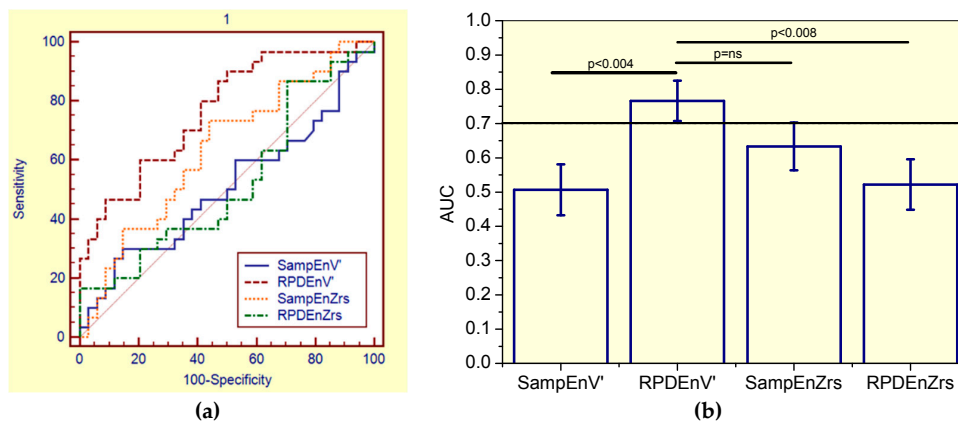 1
100
80
60
40
20
0
Sensitivity
0 20 40 60 80 100
100-Specificity
SampEnV'
RPDEnV'
SampEnZrs
RPDEnZrs
(a)
1.0
0.9
0.8
0.7
0.6
0.5
0.4
0.3
0.2
0.1
0.0
AUC
p<0.008
p=ns
p<0.004
SampEnV' RPDEnV' SampEnZrs RPDEnZrs
(b)